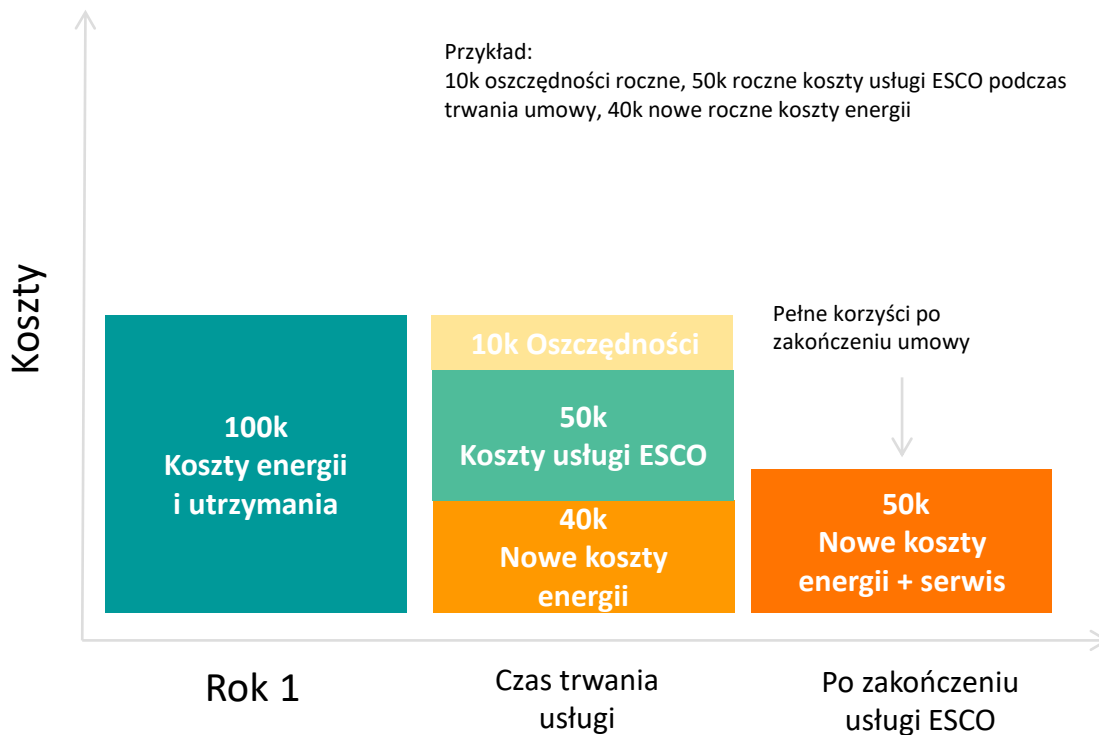 Przykład:
10k oszczędności roczne, 50k roczne koszty usługi ESCO podczas
trwania umowy, 40k nowe roczne koszty energii
Koszty
100k
Koszty energii
i utrzymania
10k Oszczędności
50k
Koszty usługi ESCO
40k
Nowe koszty
energii
Pełne korzyści po
zakończeniu umowy
50k
Nowe koszty
energii + serwis
Rok 1
Czas trwania
usługi
Po zakończeniu
usługi ESCO